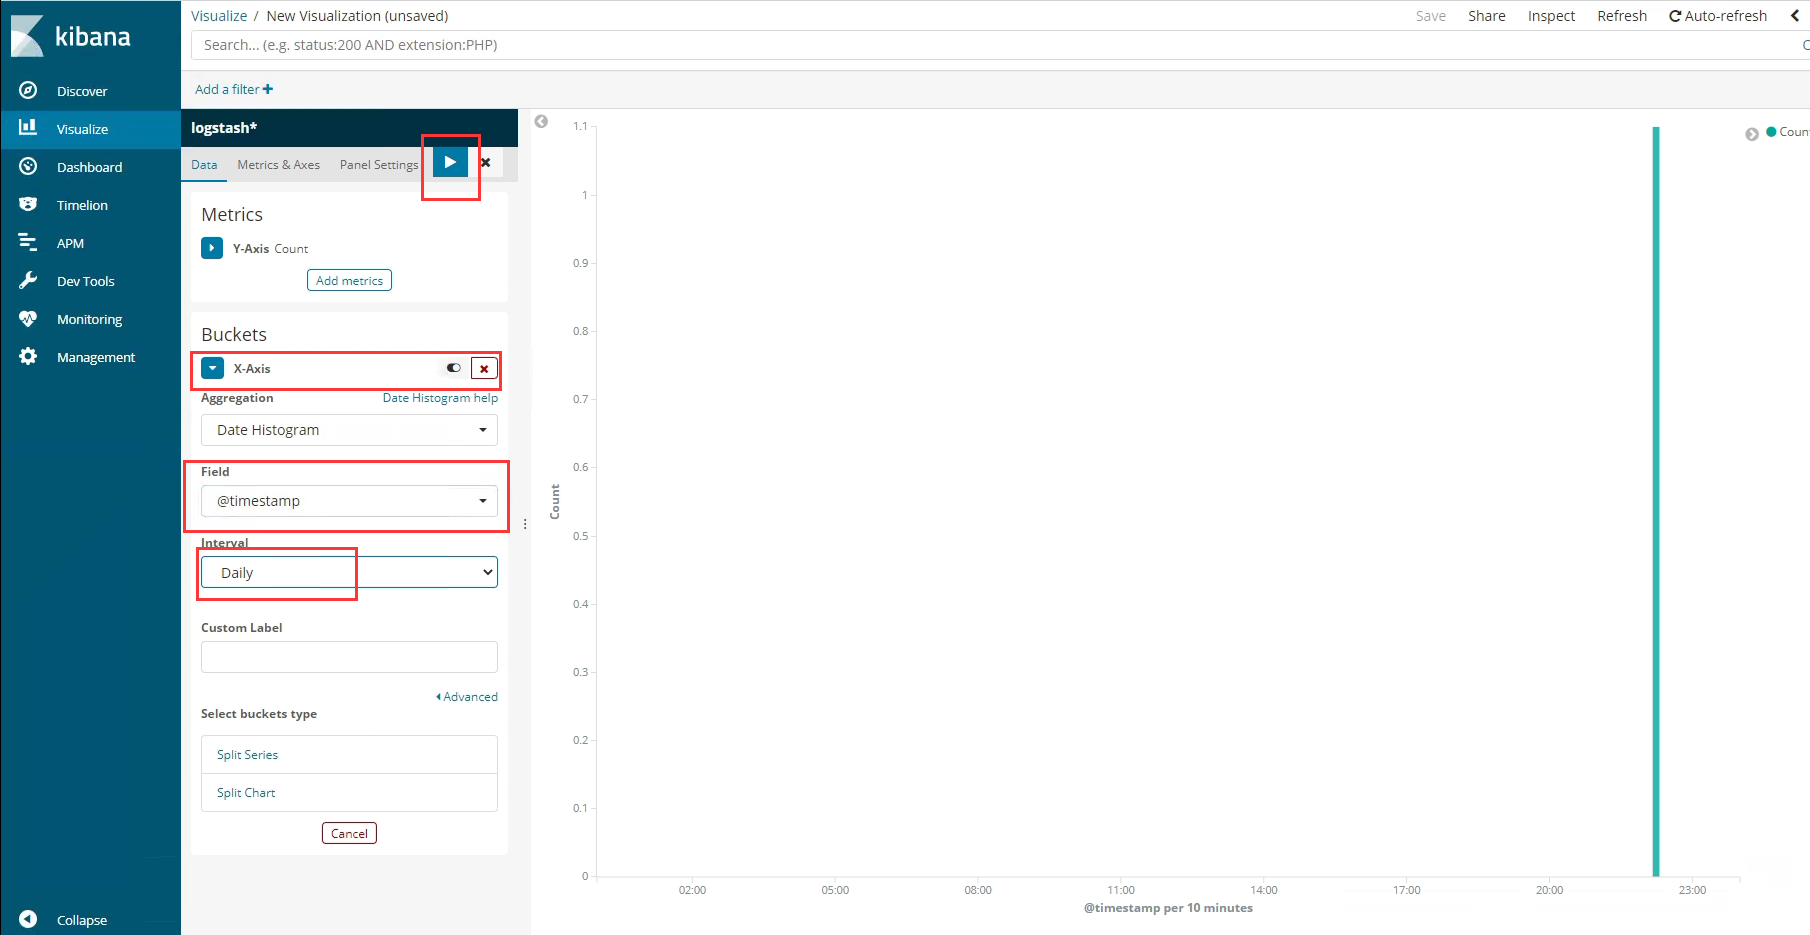 kibana
Discover
Visualize
Dashboard
Timelion
APM
Dev Tools
Monitoring
Management
Collapse
Visualize / New Visualization (unsaved)
Save Share Inspect Refresh Auto-refresh
Search... (e.g. status:200 AND extension:PHP)
Add a filter
logstash*
Data Metrics & Axes Panel Settings
Metrics
Y-Axis Count
Add metrics
Buckets
X-Axis
Aggregation Date Histogram help
Date Histogram
Field
@timestamp
Interval
Daily
Custom Label
Advanced
Select buckets type
Split Series
Split Chart
Cancel
Count
1.1
1
0.9
0.8
0.7
0.6
0.5
0.4
0.3
0.2
0.1
0
Count
02:00 05:00 08:00 11:00 14:00 17:00 20:00 23:00
@timestamp per 10 minutes